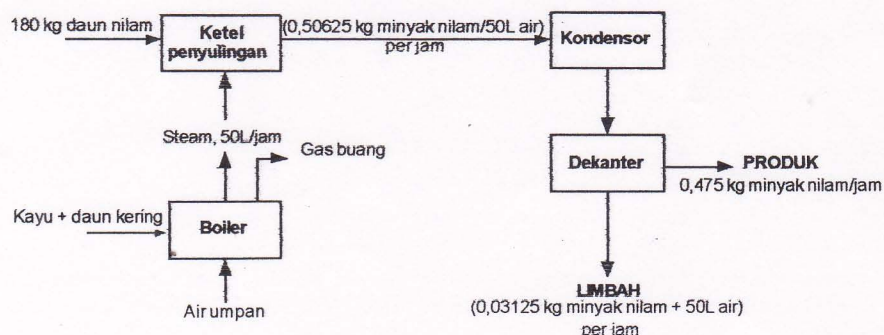 180 kg daun nilam
Ketel
penyulingan
(0,50625 kg minyak nilam/50L air)
per jam
Kondensor
Steam, 50L/jam
Gas buang
Dekanter
PRODUK
0,475 kg minyak nilam/jam
Kayu + daun kering
Boiler
Air umpan
LIMBAH
(0,03125 kg minyak nilam + 50L air)
per jam